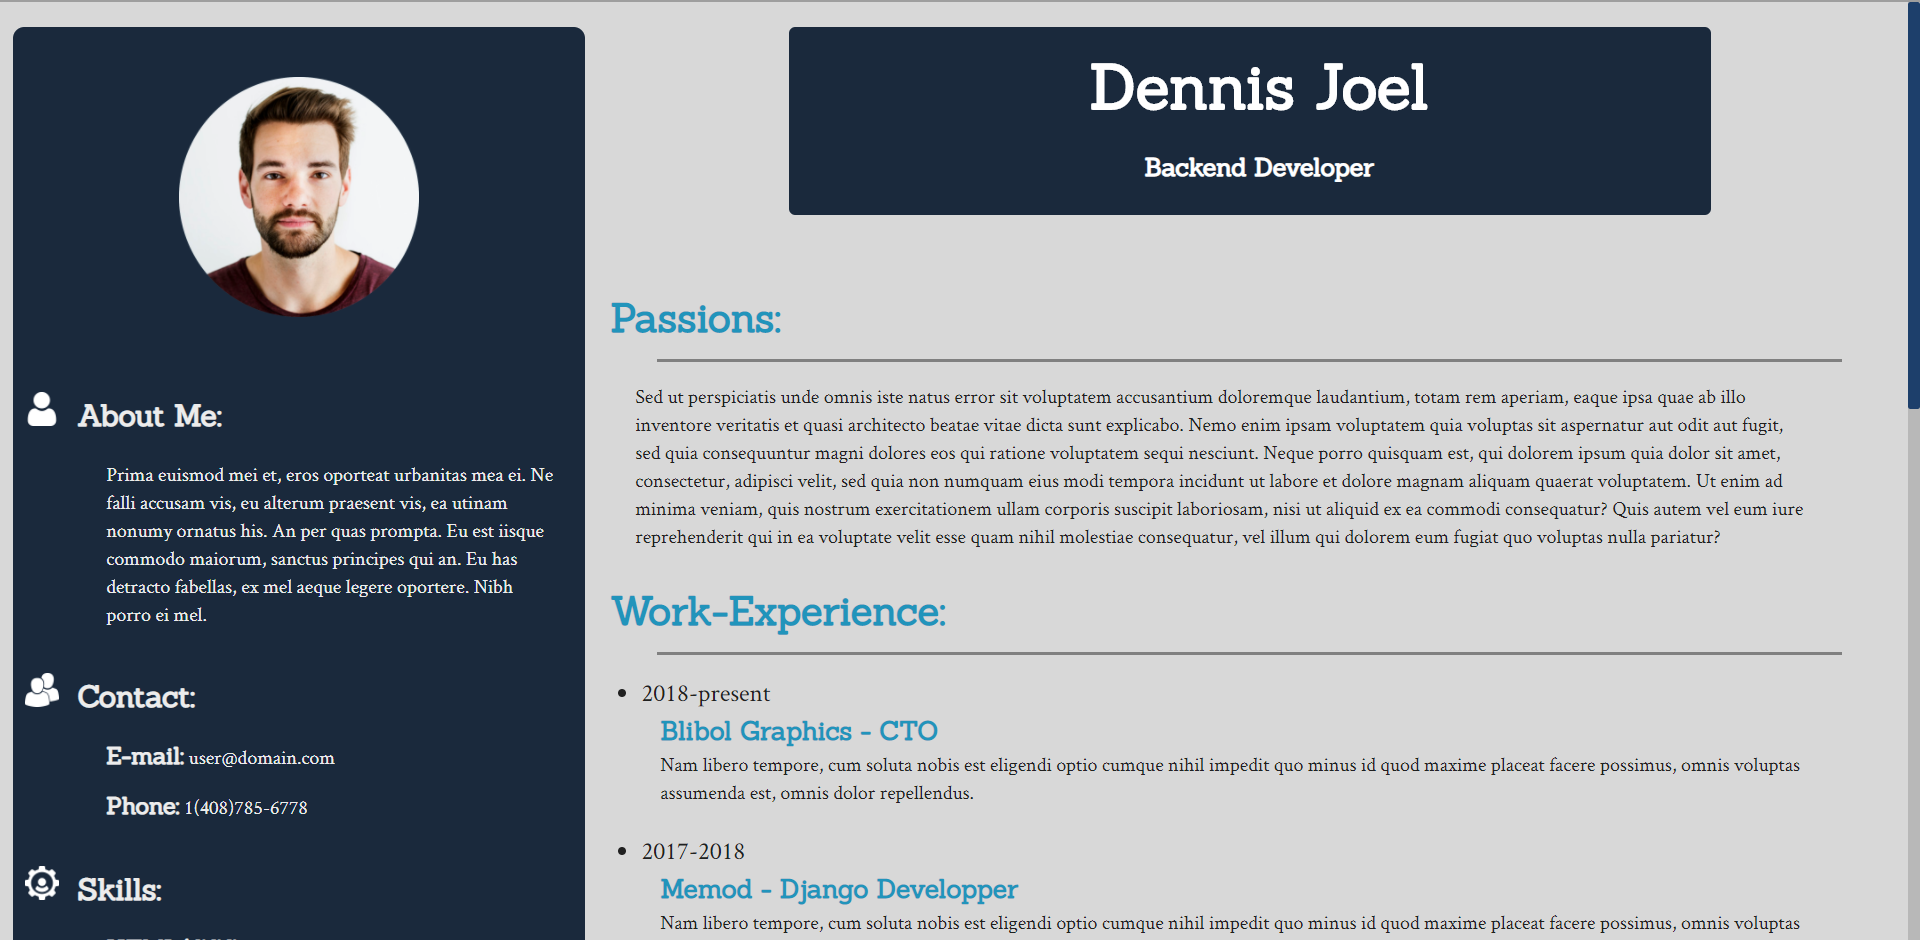 About Me:
Prima euismod mei et, eros oporteat urbanitas mea ei. Ne
falli accusam vis, eu alterum praesent vis, ea utinam
nonumy ornatus his. An per quas prompta. Eu est iisque
commodo maiorum, sanctus principes qui an. Eu has
detracto fabellas, ex mel aeque legere oportere. Nibh
porro ei mel.
Contact:
E-mail: user@domain.com
Phone: 1(408)785-6778
Skills:
Dennis Joel
Backend Developer
Passions:
Sed ut perspiciatis unde omnis iste natus error sit voluptatem accusantium doloremque laudantium, totam rem aperiam, eaque ipsa quae ab illo
inventore veritatis et quasi architecto beatae vitae dicta sunt explicabo. Nemo enim ipsam voluptatem quia voluptas sit aspernatur aut odit aut fugit,
sed quia consequuntur magni dolores eos qui ratione voluptatem sequi nesciunt. Neque porro quisquam est, qui dolorem ipsum quia dolor sit amet,
consectetur, adipisci velit, sed quia non numquam eius modi tempora incidunt ut labore et dolore magnam aliquam quaerat voluptatem. Ut enim ad
minima veniam, quis nostrum exercitationem ullam corporis suscipit laboriosam, nisi ut aliquid ex ea commodi consequatur? Quis autem vel eum iure
reprehenderit qui in ea voluptate velit esse quam nihil molestiae consequatur, vel illum qui dolorem eum fugiat quo voluptas nulla pariatur?
Work-Experience:
2018-present
Blibol Graphics - CTO
Nam libero tempore, cum soluta nobis est eligendi optio cumque nihil impedit quo minus id quod maxime placeat facere possimus, omnis voluptas
assumenda est, omnis dolor repellendus.
2017-2018
Memod - Django Developper
Nam libero tempore, cum soluta nobis est eligendi optio cumque nihil impedit quo minus id quod maxime placeat facere possimus, omnis voluptas